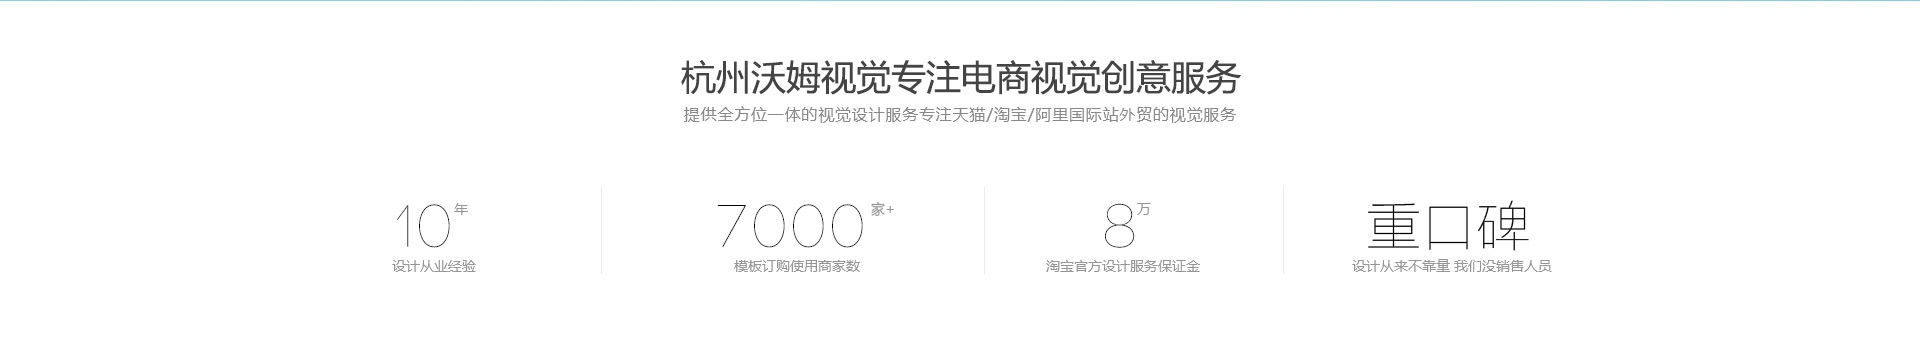 杭州沃姆视觉专注电商视觉创意服务
提供全方位一体的视觉设计服务专注天猫/淘宝/阿里国际站外贸的视觉服务
10年
设计从业经验
7000家+
模板订购使用商家数
8万
淘宝官方设计服务保证金
重口碑
设计从来不靠量 我们没销售人员